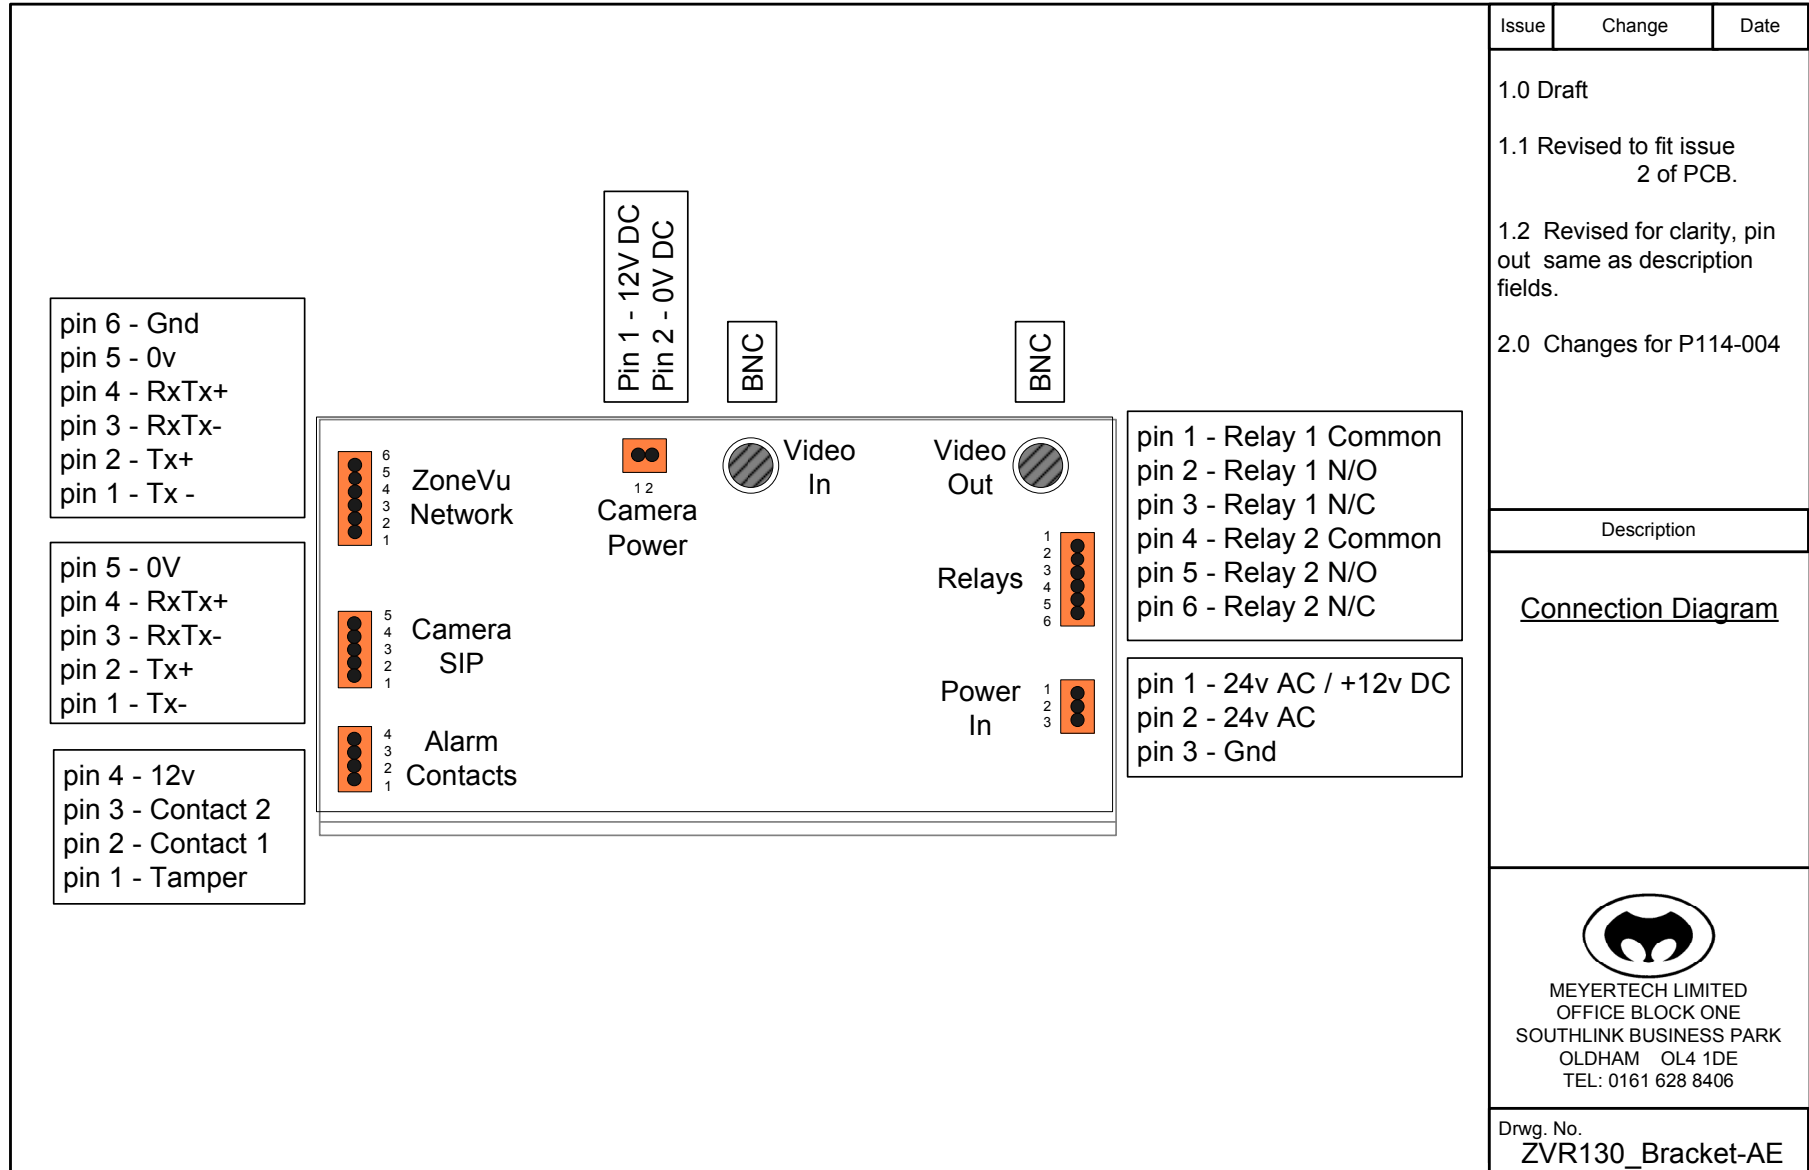 Issue Change Date
1.0 Draft
1.1 Revised to fit issue
2 of PCB.
1.2 Revised for clarity, pin
out same as description
fields.
2.0 Changes for P114-004
Description
Connection Diagram
MEYERTECH LIMITED
OFFICE BLOCK ONE
SOUTHLINK BUSINESS PARK
OLDHAM OL4 1DE
TEL: 0161 628 8406
Drwg. No.
ZVR130_Bracket-AE
Pin 1 - 12V DC
Pin 2 - 0V DC
BNC
BNC
pin 6 - Gnd
pin 5 - 0v
pin 4 - RxTx+
pin 3 - RxTx-
pin 2 - Tx+
pin 1 - Tx -
pin 5 - 0V
pin 4 - RxTx+
pin 3 - RxTx-
pin 2 - Tx+
pin 1 - Tx-
pin 4 - 12v
pin 3 - Contact 2
pin 2 - Contact 1
pin 1 - Tamper
6
5
4
3
2
1
ZoneVu
Network
5
4
3
2
1
Camera
SIP
4
3
2
1
Alarm
Contacts
1 2
Camera
Power
Video
In
Video
Out
Relays
1
2
3
4
5
6
Power
In
1
2
3
pin 1 - Relay 1 Common
pin 2 - Relay 1 N/O
pin 3 - Relay 1 N/C
pin 4 - Relay 2 Common
pin 5 - Relay 2 N/O
pin 6 - Relay 2 N/C
pin 1 - 24v AC / +12v DC
pin 2 - 24v AC
pin 3 - Gnd